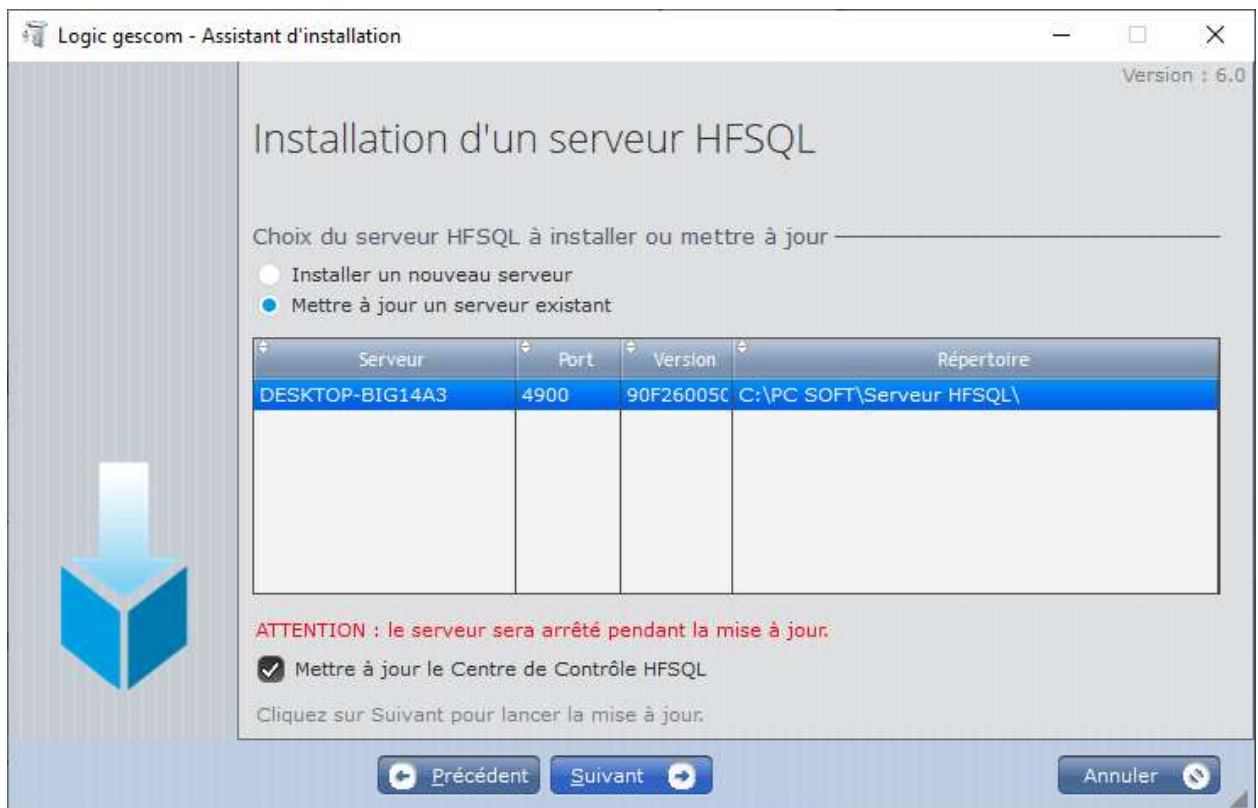 Logic gescom - Assistant d'installation
Version : 6.0
Installation d'un serveur HFSQL
Choix du serveur HFSQL à installer ou mettre à jour
Installer un nouveau serveur
Mettre à jour un serveur existant
Serveur Port Version Répertoire
DESKTOP-BIG14A3 4900 90F260050 C:\PC SOFT\Serveur HFSQL\
ATTENTION : le serveur sera arrêté pendant la mise à jour.
Mettre à jour le Centre de Contrôle HFSQL
Cliquez sur Suivant pour lancer la mise à jour.
Précédent Suivant Annuler